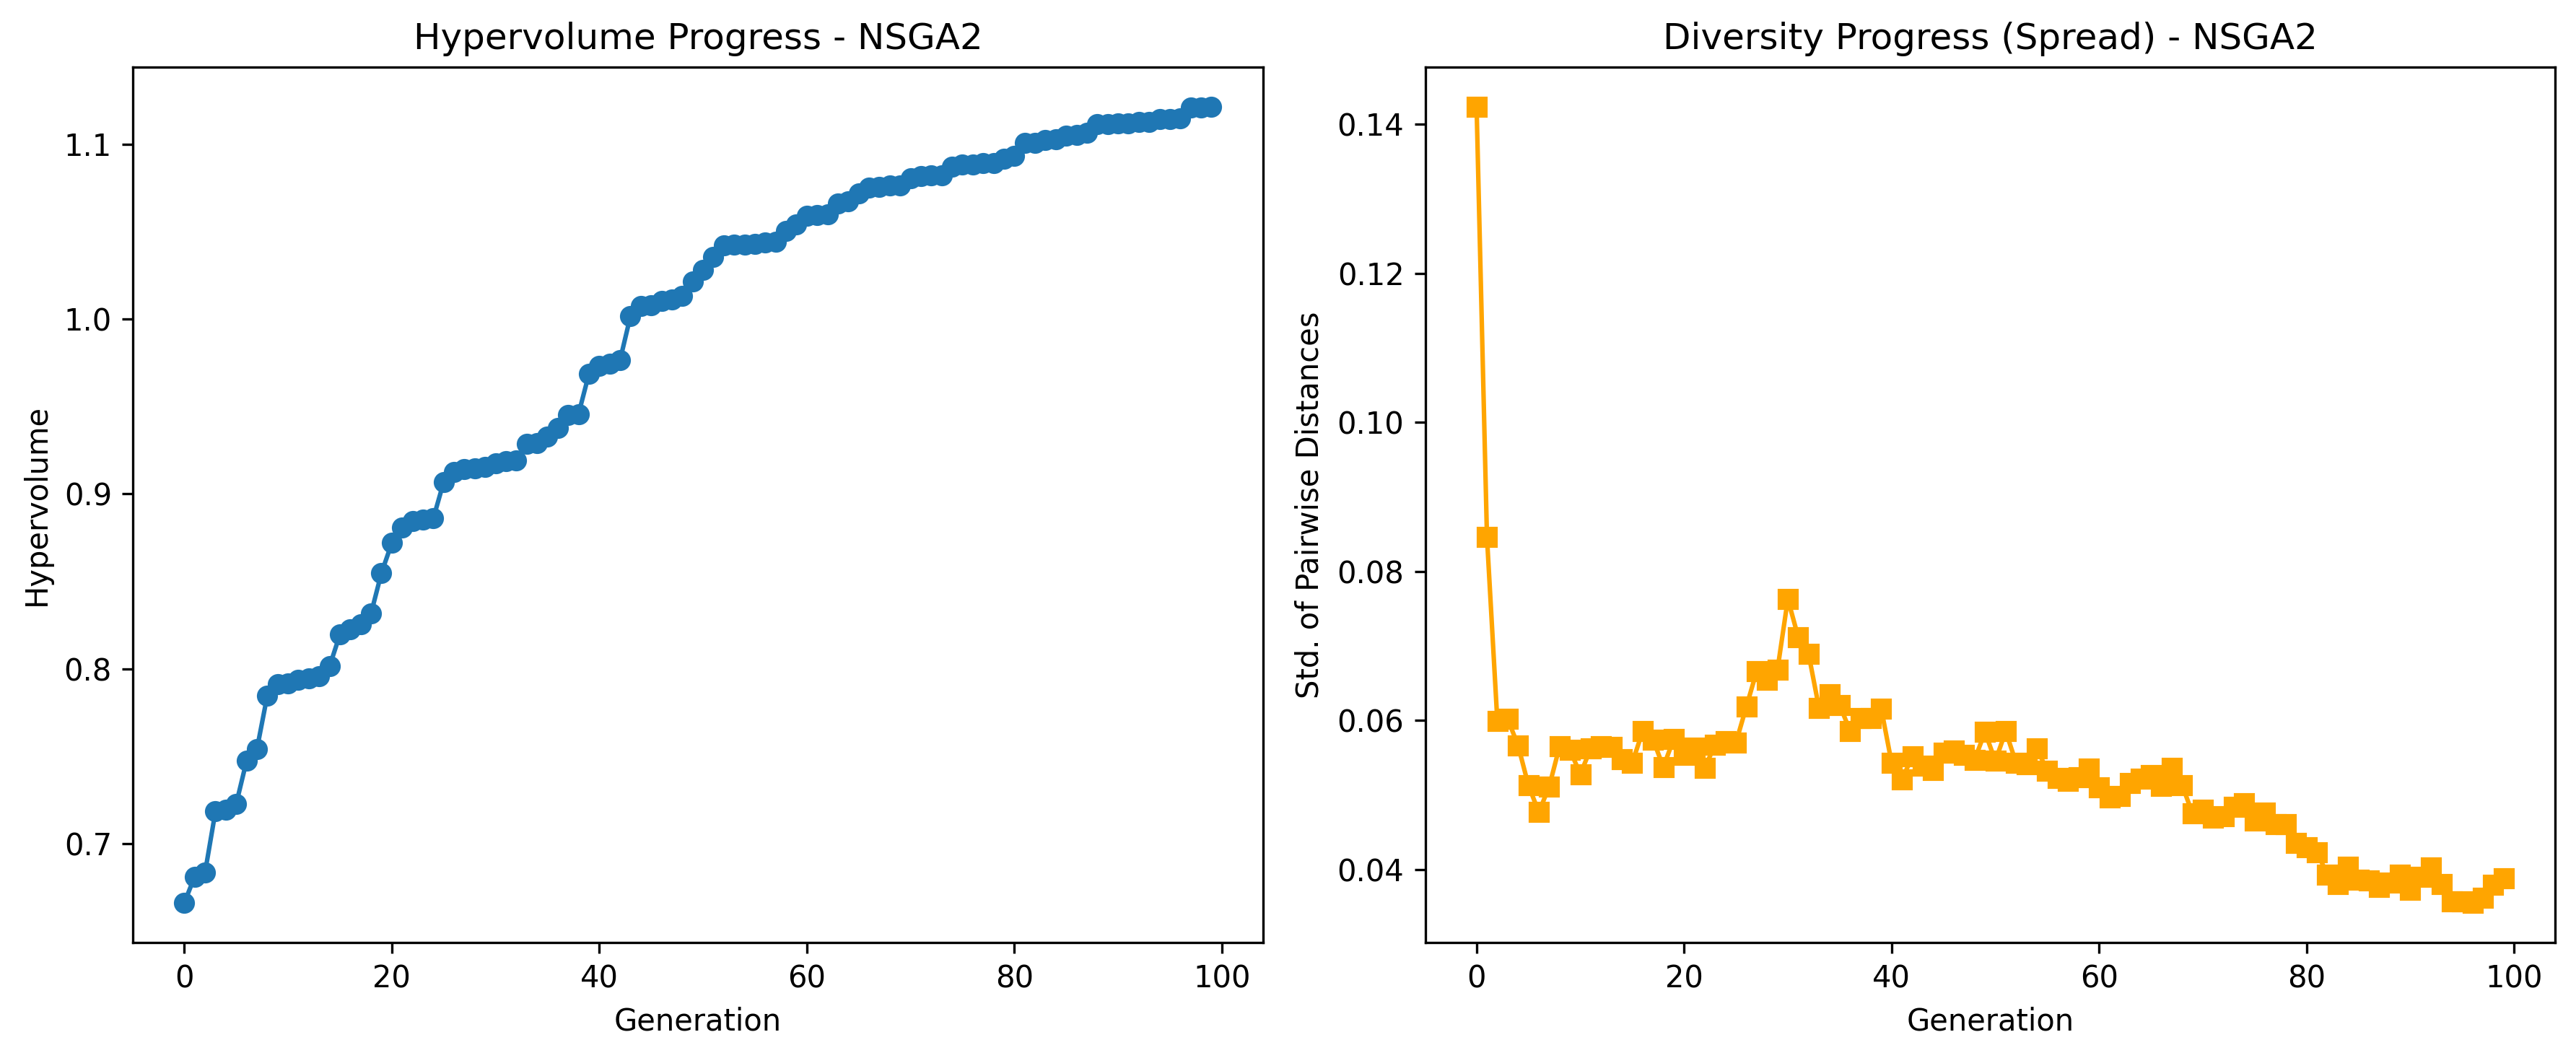 Hypervolume Progress - NSGA2
Hypervolume
1.1
1.0
0.9
0.8
0.7
0 20 40 60 80 100
Generation
Diversity Progress (Spread) - NSGA2
Std. of Pairwise Distances
0.14
0.12
0.10
0.08
0.06
0.04
0 20 40 60 80 100
Generation